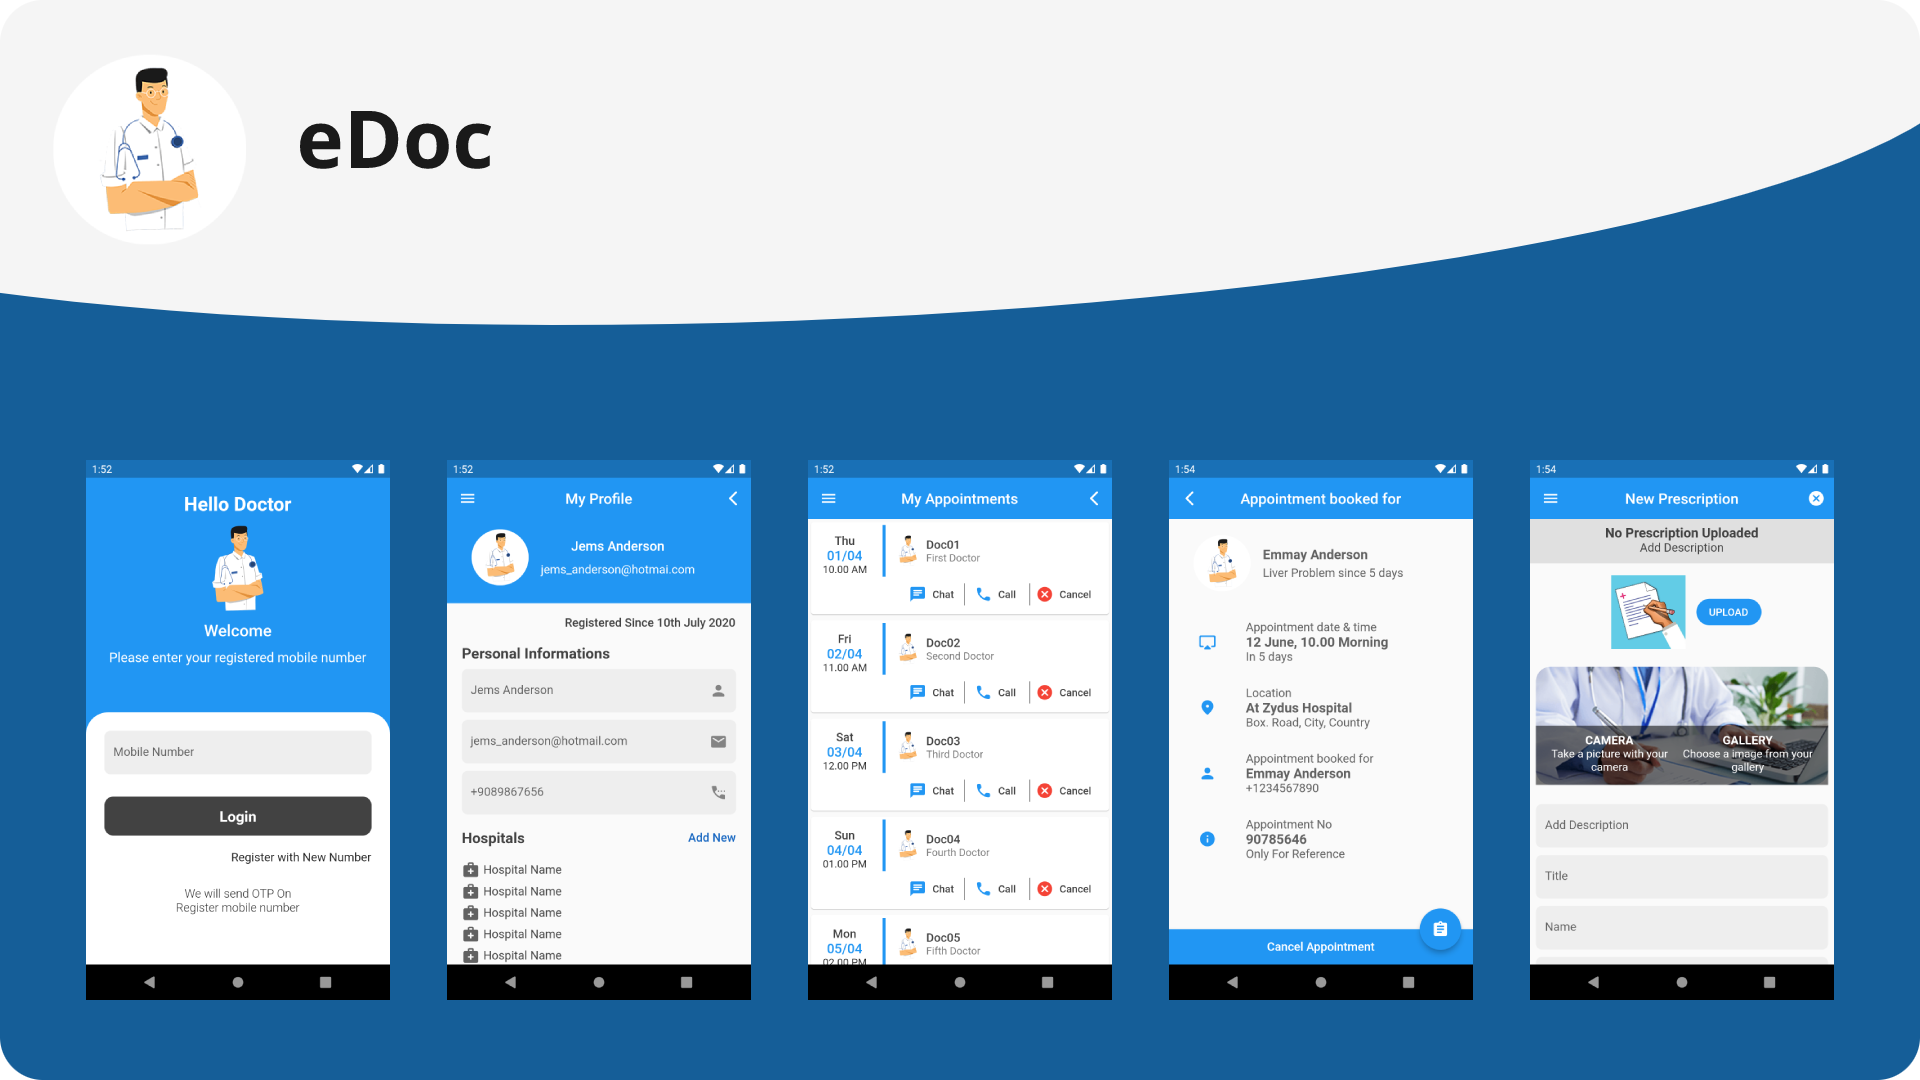 eDoc
1:52
Hello Doctor
Welcome
Please enter your registered mobile number
Mobile Number
Login
Register with New Number
We will send OTP On
Register mobile number
1:52
My Profile
Jems Anderson
jems_anderson@hotmai.com
Registered Since 10th July 2020
Personal Informations
Jems Anderson
jems_anderson@hotmail.com
+9089867656
Hospitals Add New
Hospital Name
Hospital Name
Hospital Name
Hospital Name
Hospital Name
1:52
My Appointments
Thu
01/04
10.00 AM
Doc01
First Doctor
Chat Call Cancel
Fri
02/04
11.00 AM
Doc02
Second Doctor
Chat Call Cancel
Sat
03/04
12.00 PM
Doc03
Third Doctor
Chat Call Cancel
Sun
04/04
01.00 PM
Doc04
Fourth Doctor
Chat Call Cancel
Mon
05/04
02.00 PM
Doc05
Fifth Doctor
1:54
Appointment booked for
Emmay Anderson
Liver Problem since 5 days
Appointment date & time
12 June, 10.00 Morning
In 5 days
Location
At Zydus Hospital
Box. Road, City, Country
Appointment booked for
Emmay Anderson
+1234567890
Appointment No
90785646
Only For Reference
Cancel Appointment
1:54
New Prescription
No Prescription Uploaded
Add Description
UPLOAD
CAMERA
Take a picture with your
camera
GALLERY
Choose a image from your
gallery
Add Description
Title
Name